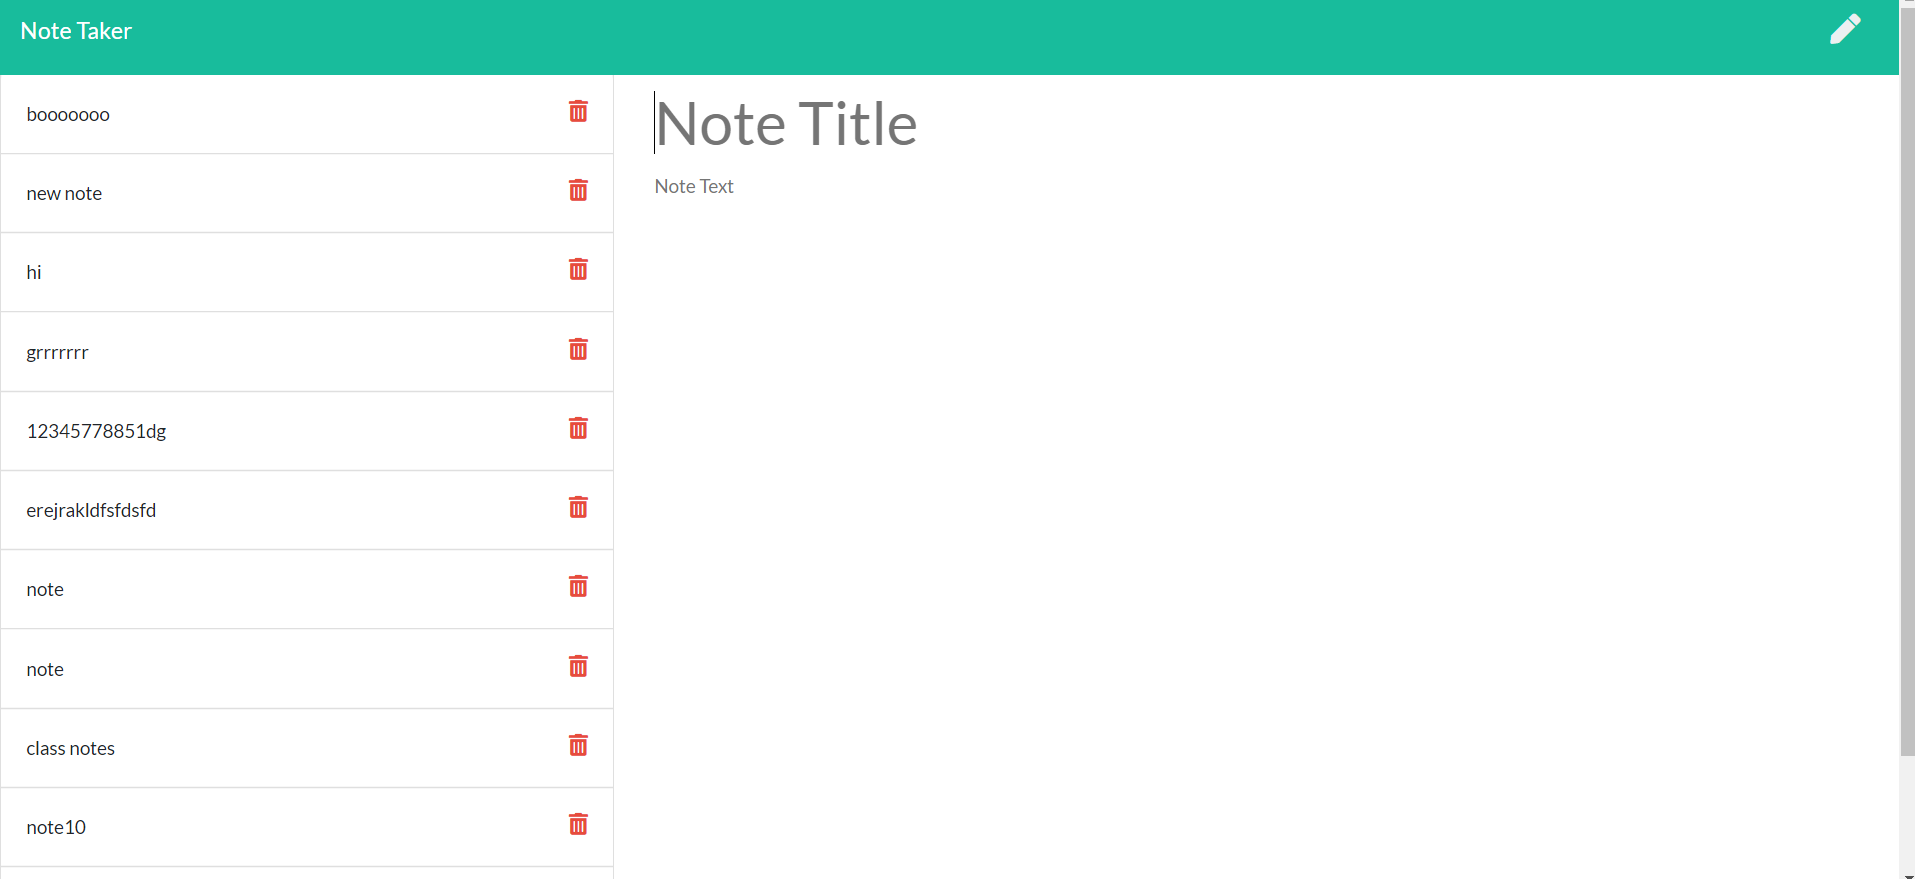 Note Taker
booooooo
new note
hi
grrrrrrr
12345778851dg
erejrakldfsfdsfd
note
note
class notes
note10
Note Title
Note Text